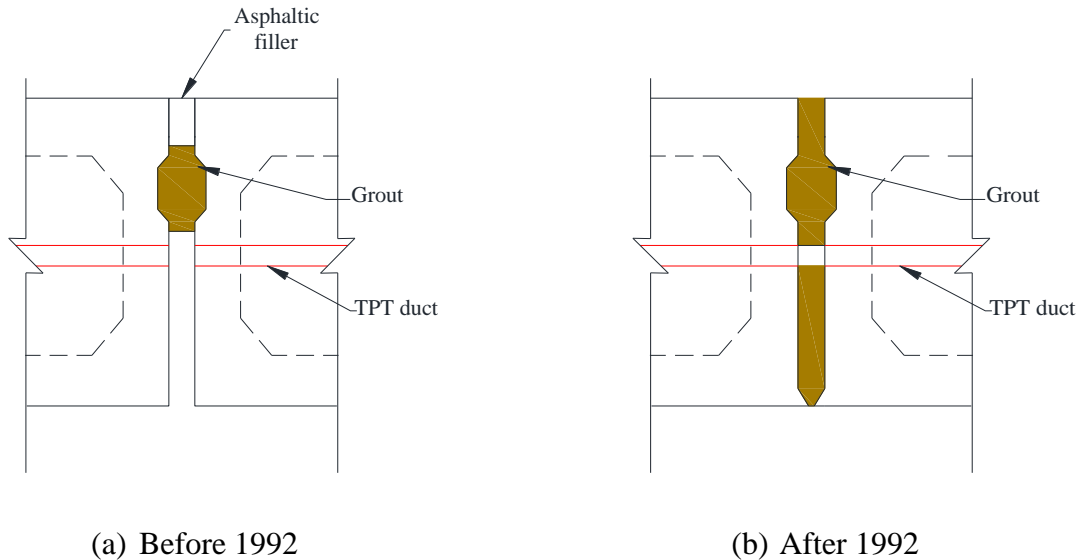 Asphaltic
filler
Grout
TPT duct
Grout
TPT duct
(a) Before 1992
(b) After 1992